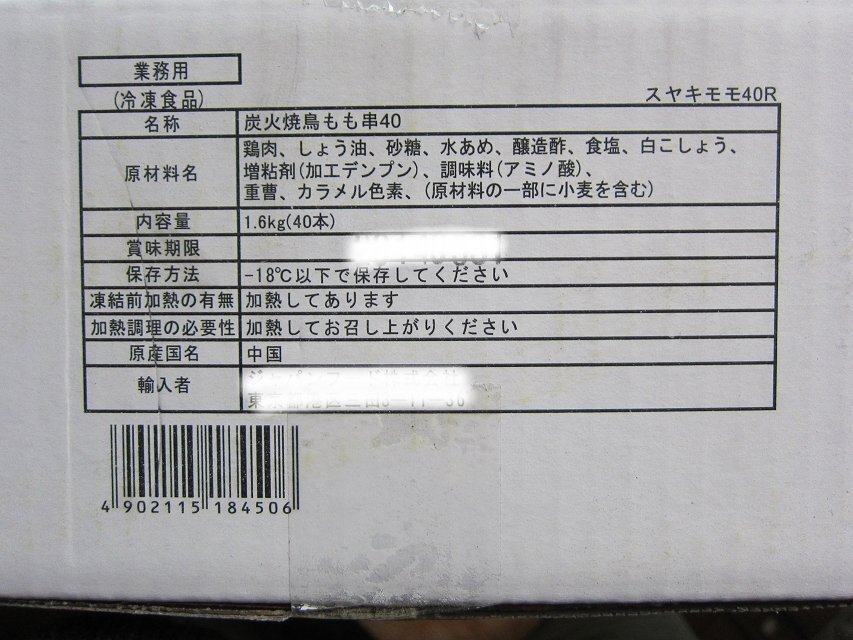 業務用
(冷凍食品)
スヤキモモ40R
名称 炭火焼鳥もも串40
原材料名 鶏肉、しょう油、砂糖、水あめ、醸造酢、食塩、白こしょう、
増粘剤(加工デンプン)、調味料(アミノ酸)、
重曹、カラメル色素、(原材料の一部に小麦を含む)
内容量 1.6kg(40本)
賞味期限
保存方法 -18℃以下で保存してください
凍結前加熱の有無 加熱してあります
加熱調理の必要性 加熱してお召し上がりください
原産国名 中国
輸入者
4902115184506